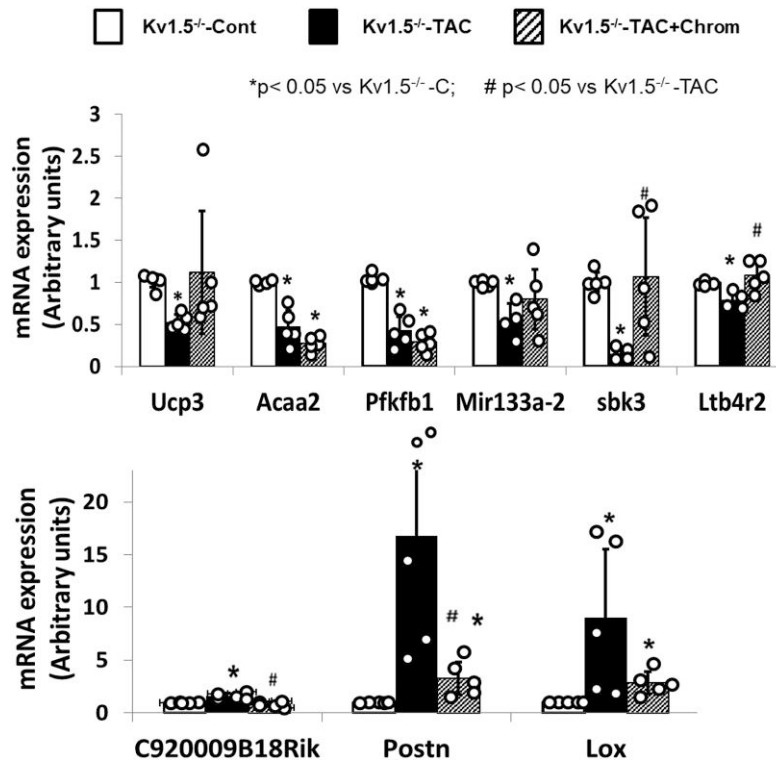 Kv1.5-/--Cont Kv1.5-/--TAC Kv1.5-/--TAC+Chrom
*p< 0.05 vs Kv1.5-/- -C; # p< 0.05 vs Kv1.5-/- -TAC
mRNA expression
(Arbitrary units)
3
2.5
2
1.5
1
0.5
0
* * * * * * * # * #
Ucp3 Acaa2 Pfkfb1 Mir133a-2 sbk3 Ltb4r2
mRNA expression
(Arbitrary units)
20
15
10
5
0
* # * # * * *
C920009B18Rik Postn Lox